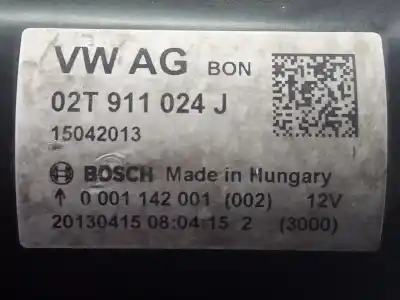 VW AG BON
02T 911 024 J
15042013
BOSCH Made in Hungary
↑ 0 001 142 001 (002) 12V
20130415 08:04:15 2 (3000)